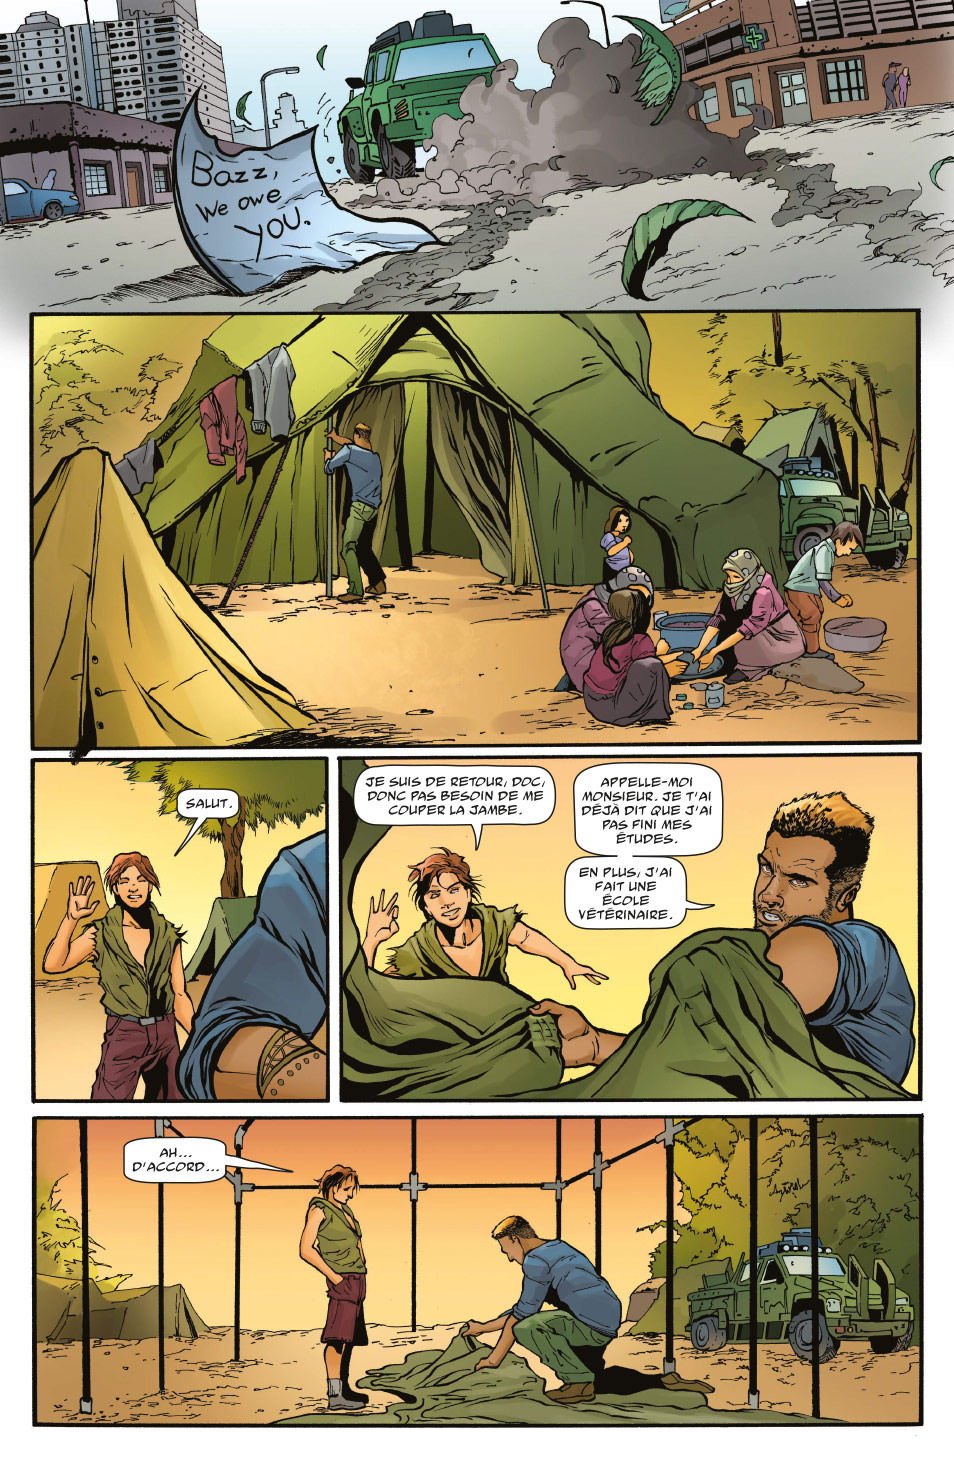 Bazz,
We owe
YOU.
SALUT.
JE SUIS DE RETOUR, DOC,
DONC PAS BESOIN DE ME
COUPER LA JAMBE.
APPELLE-MOI
MONSIEUR. JE T'AI
DÉJÀ DIT QUE J'AI
PAS FINI MES
ÉTUDES.
EN PLUS, J'AI
FAIT UNE
ÉCOLE
VÉTÉRINAIRE.
AH...
D'ACCORD...